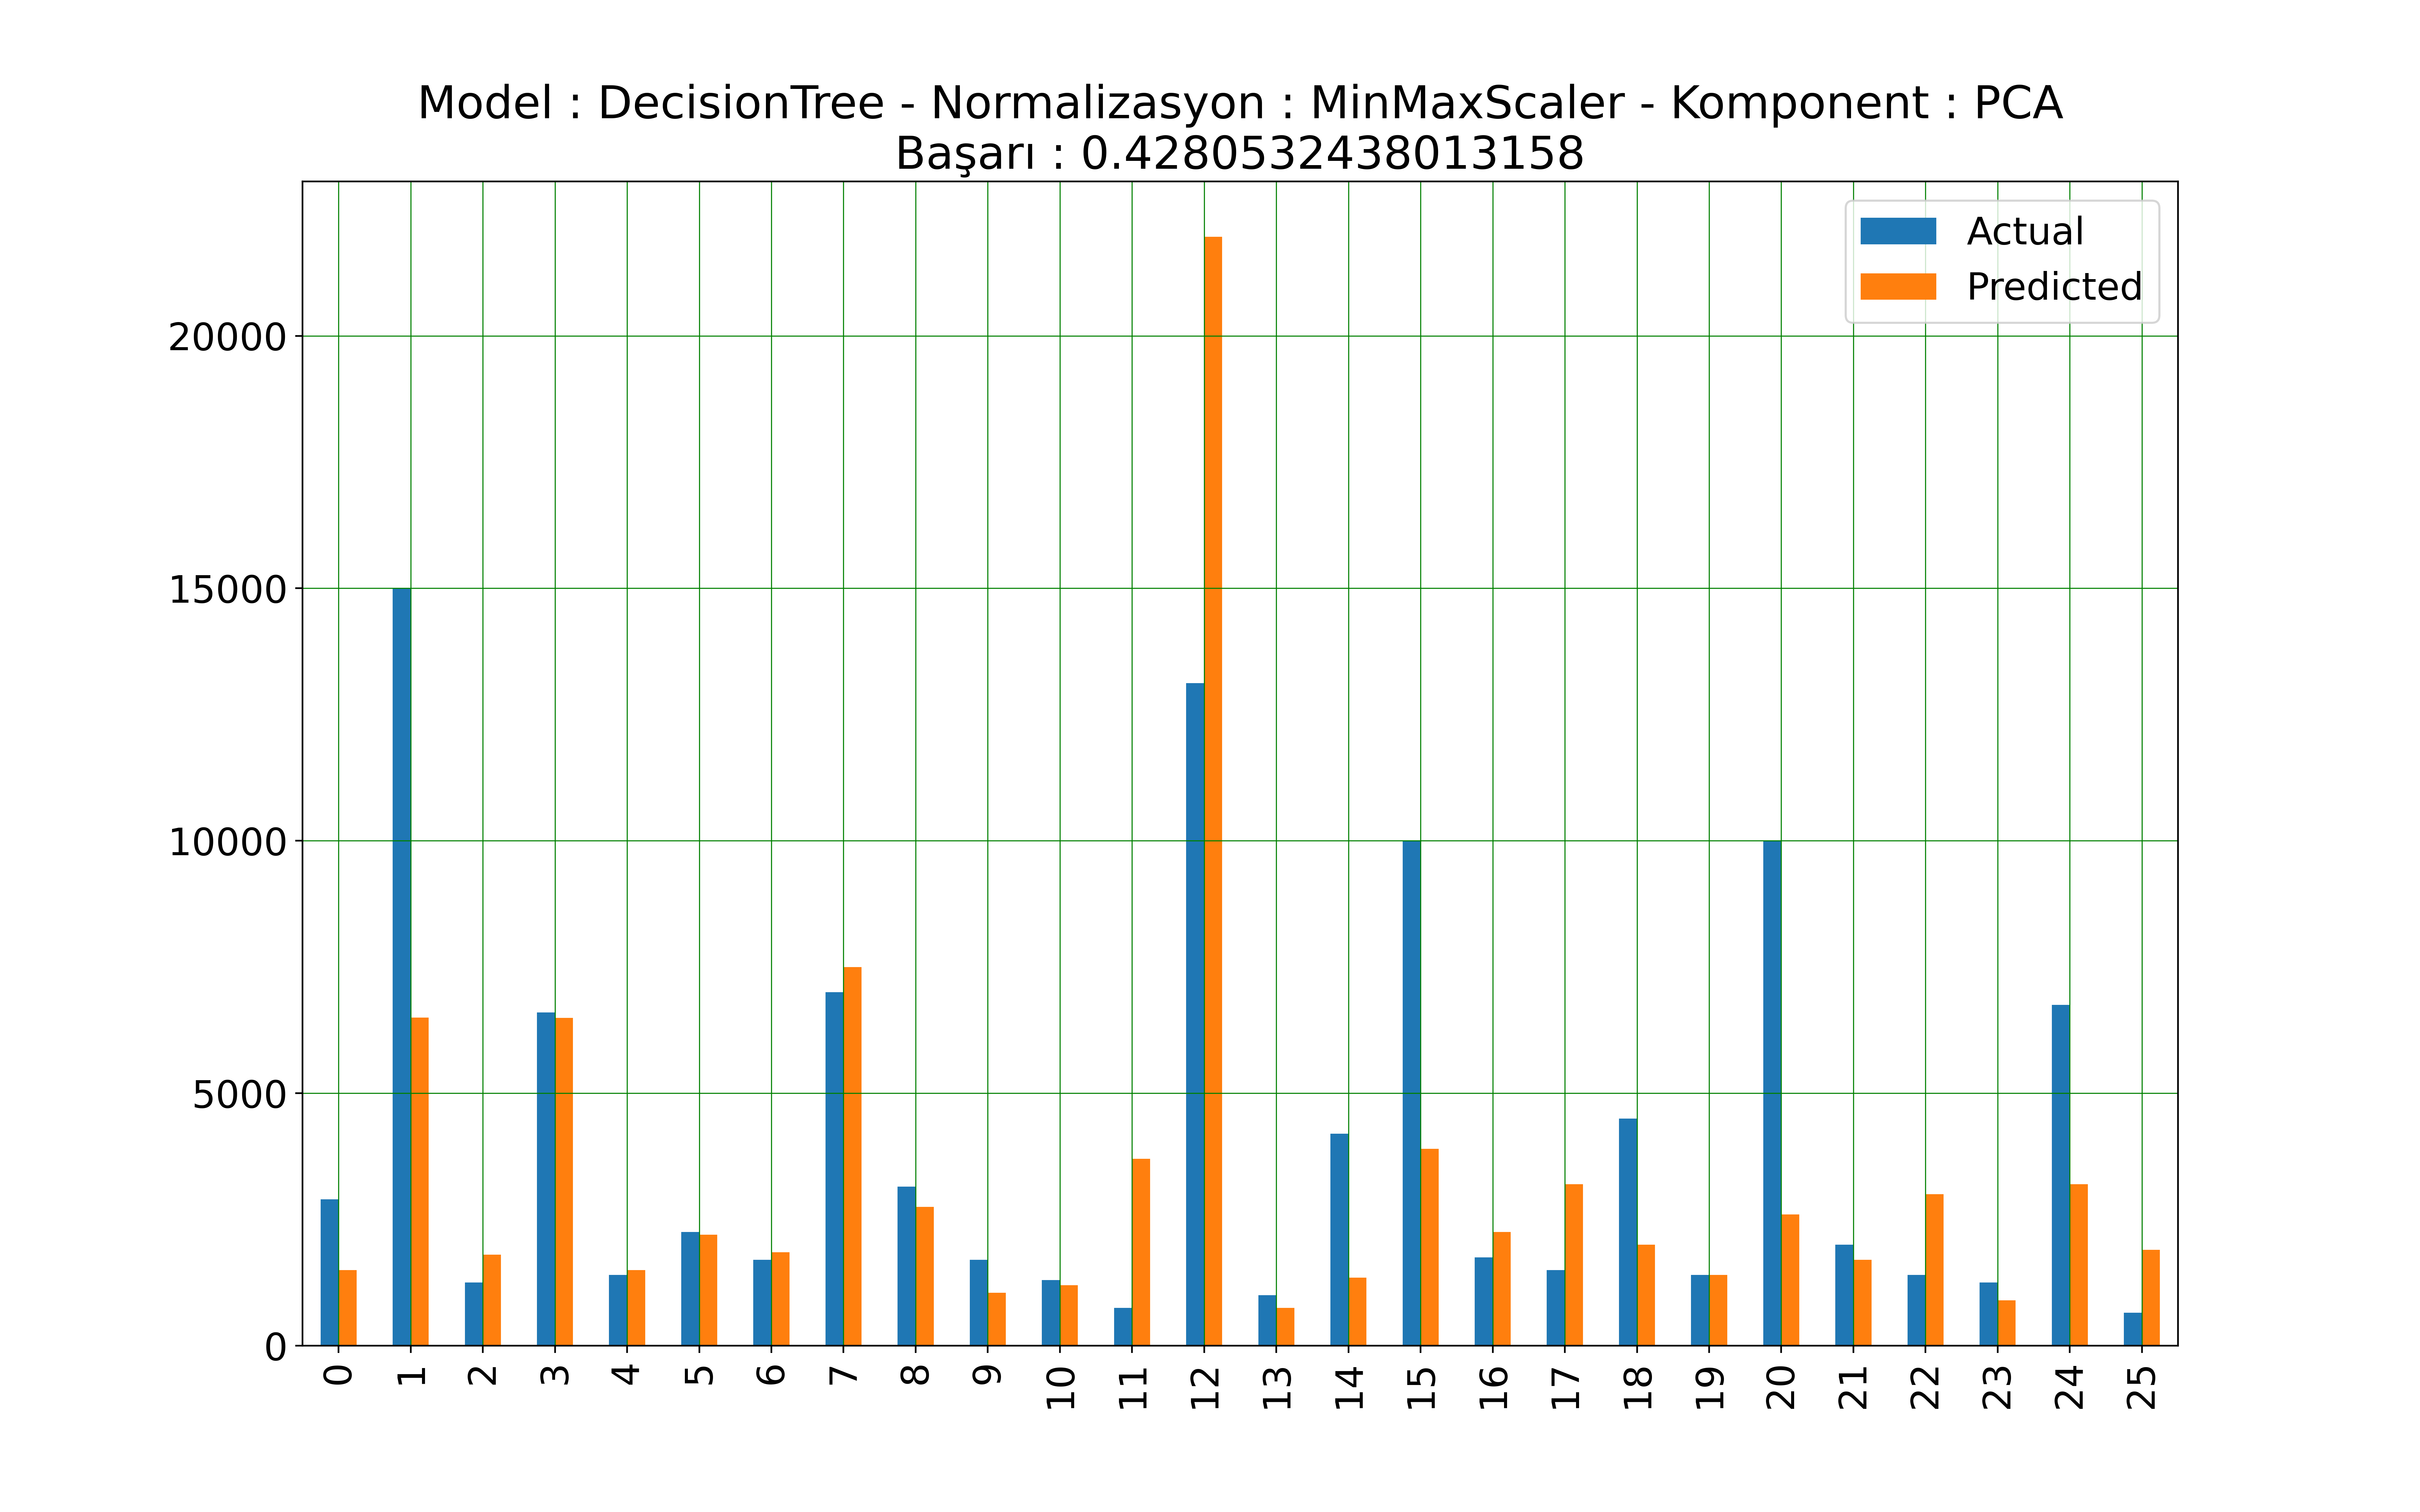 Model : DecisionTree - Normalizasyon : MinMaxScaler - Komponent : PCA
Başarı : 0.4280532438013158
Actual
Predicted
20000
15000
10000
5000
0
0 1 2 3 4 5 6 7 8 9 10 11 12 13 14 15 16 17 18 19 20 21 22 23 24 25